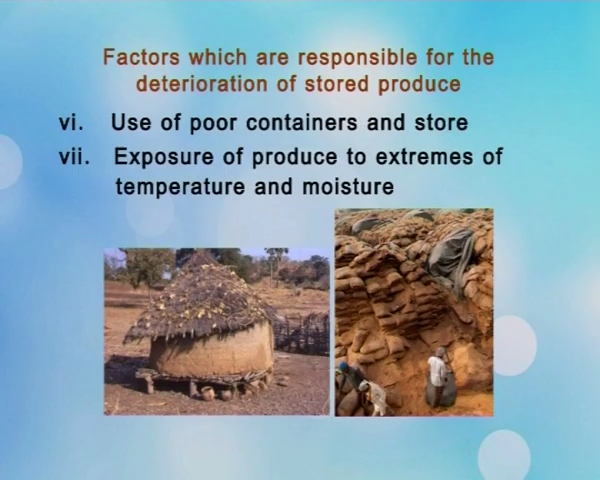 Factors which are responsible for the
deterioration of stored produce
vi. Use of poor containers and store
vii. Exposure of produce to extremes of
temperature and moisture